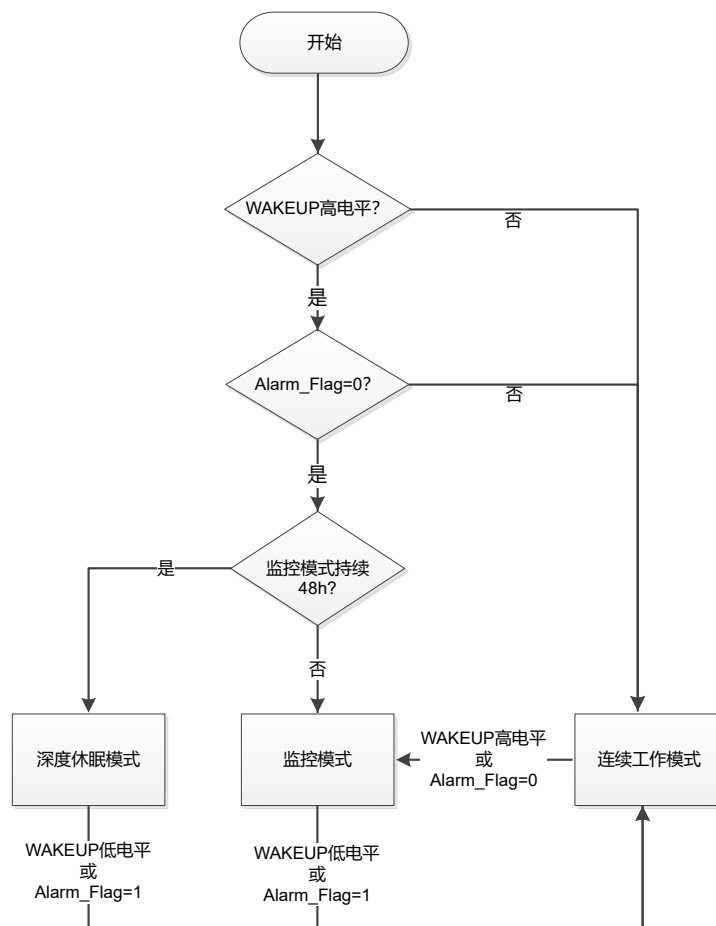 开始
WAKEUP高电平?
否
是
Alarm_Flag=0?
否
是
监控模式持续
48h?
是
否
深度休眠模式
监控模式
WAKEUP高电平
或
Alarm_Flag=0
连续工作模式
WAKEUP低电平
或
Alarm_Flag=1
WAKEUP低电平
或
Alarm_Flag=1